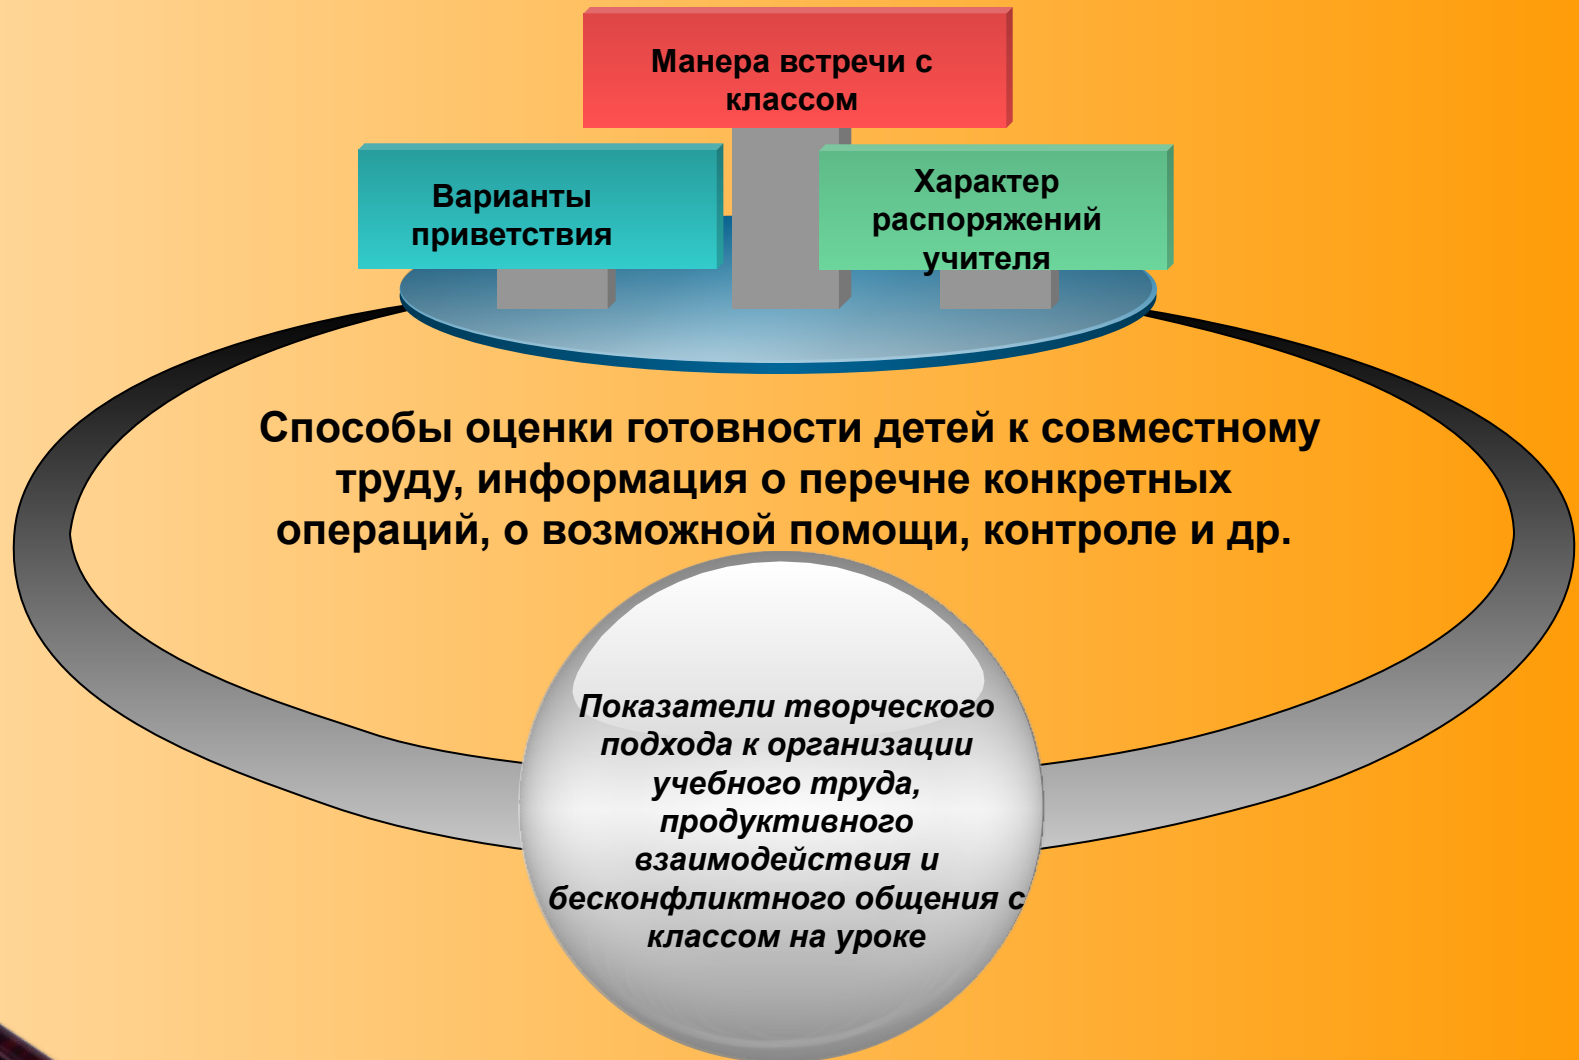 Манера встречи с
классом
Варианты
приветствия
Характер
распоряжений
учителя
Способы оценки готовности детей к совместному
труду, информация о перечне конкретных
операций, о возможной помощи, контроле и др.
Показатели творческого
подхода к организации
учебного труда,
продуктивного
взаимодействия и
бесконфликтного общения с
классом на уроке